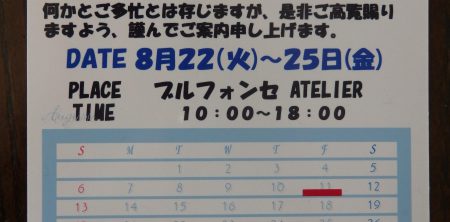 何かとご多忙とは存じますが、是非ご高覧賜り
ますよう、謹んでご案内申し上げます。
DATE 8月22(火)～25日(金)
PLACE ブルフォンセ ATELIER
August
TIME 10:00～18:00
S M T W T F S
1 2 3 4 5
6 7 8 9 10 11 12
13 14 15 16 17 18 19